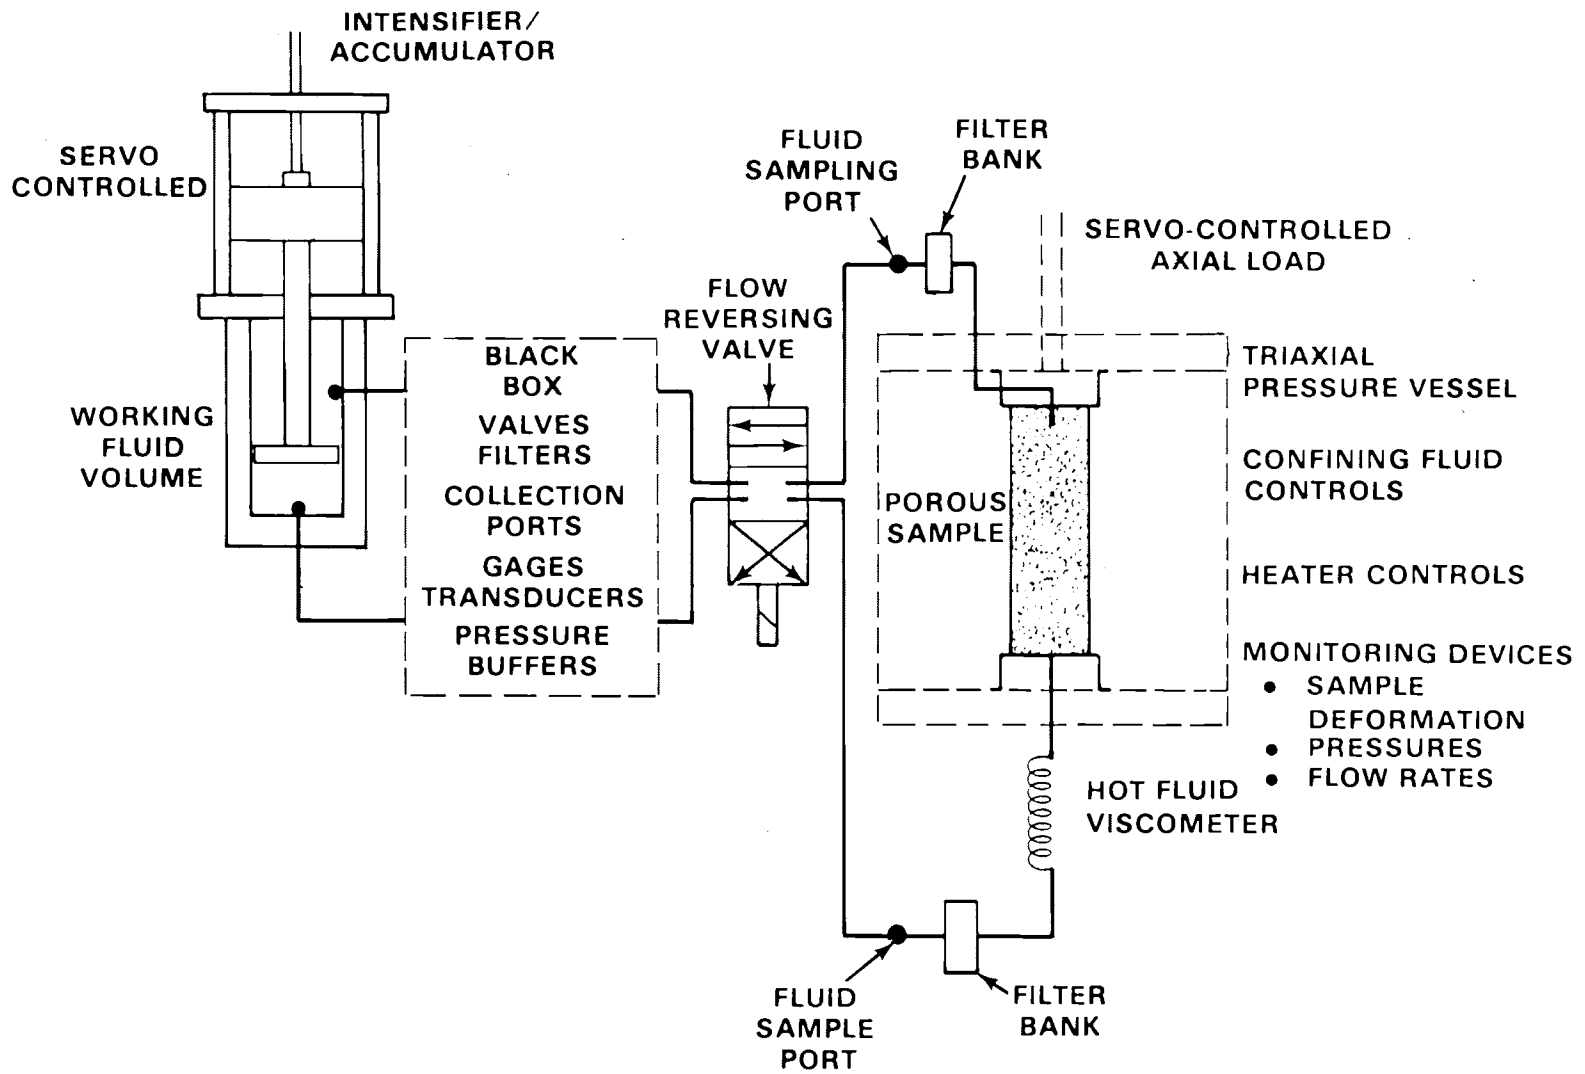 INTENSIFIER/
ACCUMULATOR
SERVO
CONTROLLED
WORKING
FLUID
VOLUME
BLACK
BOX
VALVES
FILTERS
COLLECTION
PORTS
GAGES
TRANSDUCERS
PRESSURE
BUFFERS
FLOW
REVERSING
VALVE
FLUID
SAMPLING
PORT
FILTER
BANK
SERVO-CONTROLLED
AXIAL LOAD
TRIAXIAL
PRESSURE VESSEL
CONFINING FLUID
CONTROLS
POROUS
SAMPLE
HEATER CONTROLS
MONITORING DEVICES
• SAMPLE
DEFORMATION
• PRESSURES
• FLOW RATES
HOT FLUID
VISCOMETER
FLUID
SAMPLE
PORT
FILTER
BANK